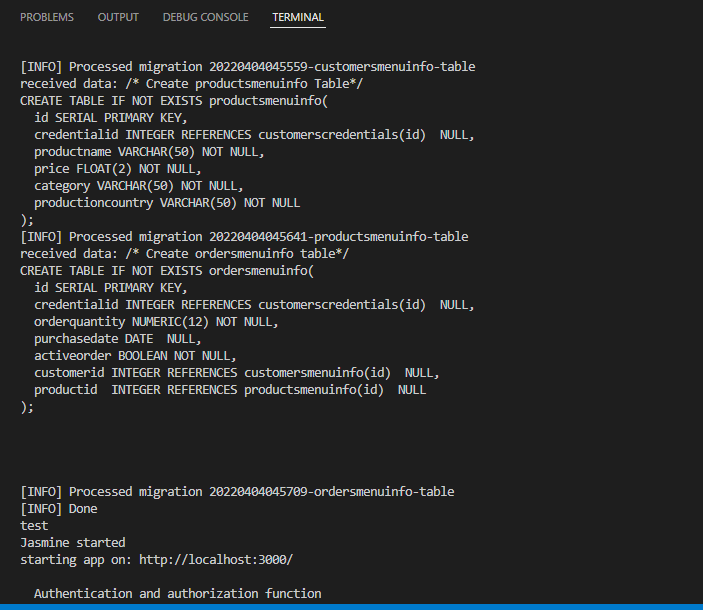 PROBLEMS OUTPUT DEBUG CONSOLE TERMINAL
[INFO] Processed migration 20220404045559-customersmenuinfo-table
received data: /* Create productsmenuinfo Table*/
CREATE TABLE IF NOT EXISTS productsmenuinfo(
  id SERIAL PRIMARY KEY,
  credentialid INTEGER REFERENCES customerscredentials(id)  NULL,
  productname VARCHAR(50) NOT NULL,
  price FLOAT(2) NOT NULL,
  category VARCHAR(50) NOT NULL,
  productioncountry VARCHAR(50) NOT NULL
);
[INFO] Processed migration 20220404045641-productsmenuinfo-table
received data: /* Create ordersmenuinfo table*/
CREATE TABLE IF NOT EXISTS ordersmenuinfo(
  id SERIAL PRIMARY KEY,
  credentialid INTEGER REFERENCES customerscredentials(id)  NULL,
  orderquantity NUMERIC(12) NOT NULL,
  purchasedate DATE  NULL,
  activeorder BOOLEAN NOT NULL,
  customerid INTEGER REFERENCES customersmenuinfo(id)  NULL,
  productid  INTEGER REFERENCES productsmenuinfo(id)  NULL
);
[INFO] Processed migration 20220404045709-ordersmenuinfo-table
[INFO] Done
test
Jasmine started
starting app on: http://localhost:3000/
  Authentication and authorization function